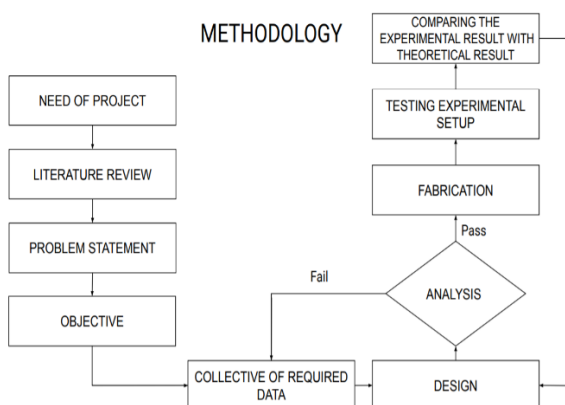 METHODOLOGY
NEED OF PROJECT
LITERATURE REVIEW
PROBLEM STATEMENT
OBJECTIVE
COLLECTIVE OF REQUIRED
DATA
DESIGN
ANALYSIS
Fail
Pass
FABRICATION
TESTING EXPERIMENTAL
SETUP
COMPARING THE
EXPERIMENTAL RESULT WITH
THEORETICAL RESULT